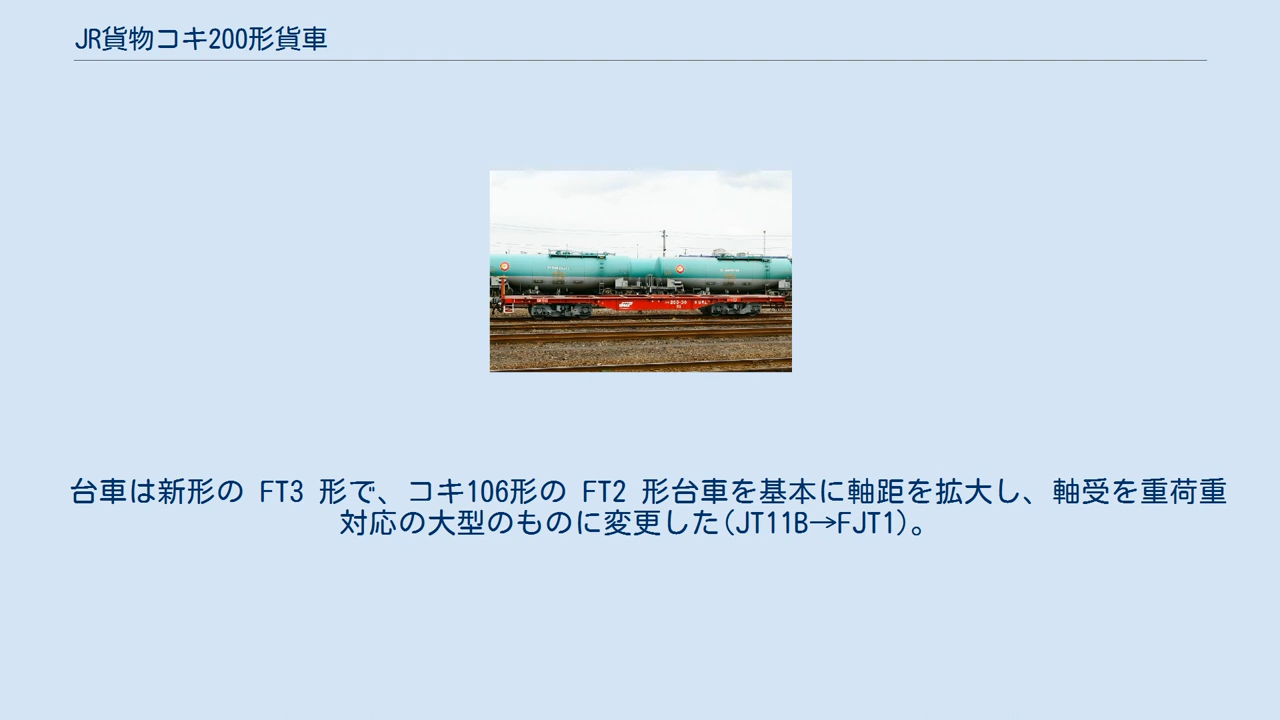 JR貨物コキ200形貨車
台車は新形の FT3 形で、コキ106形の FT2 形台車を基本に軸距を拡大し、軸受を重荷重
対応の大型のものに変更した(JT11B→FJT1)。